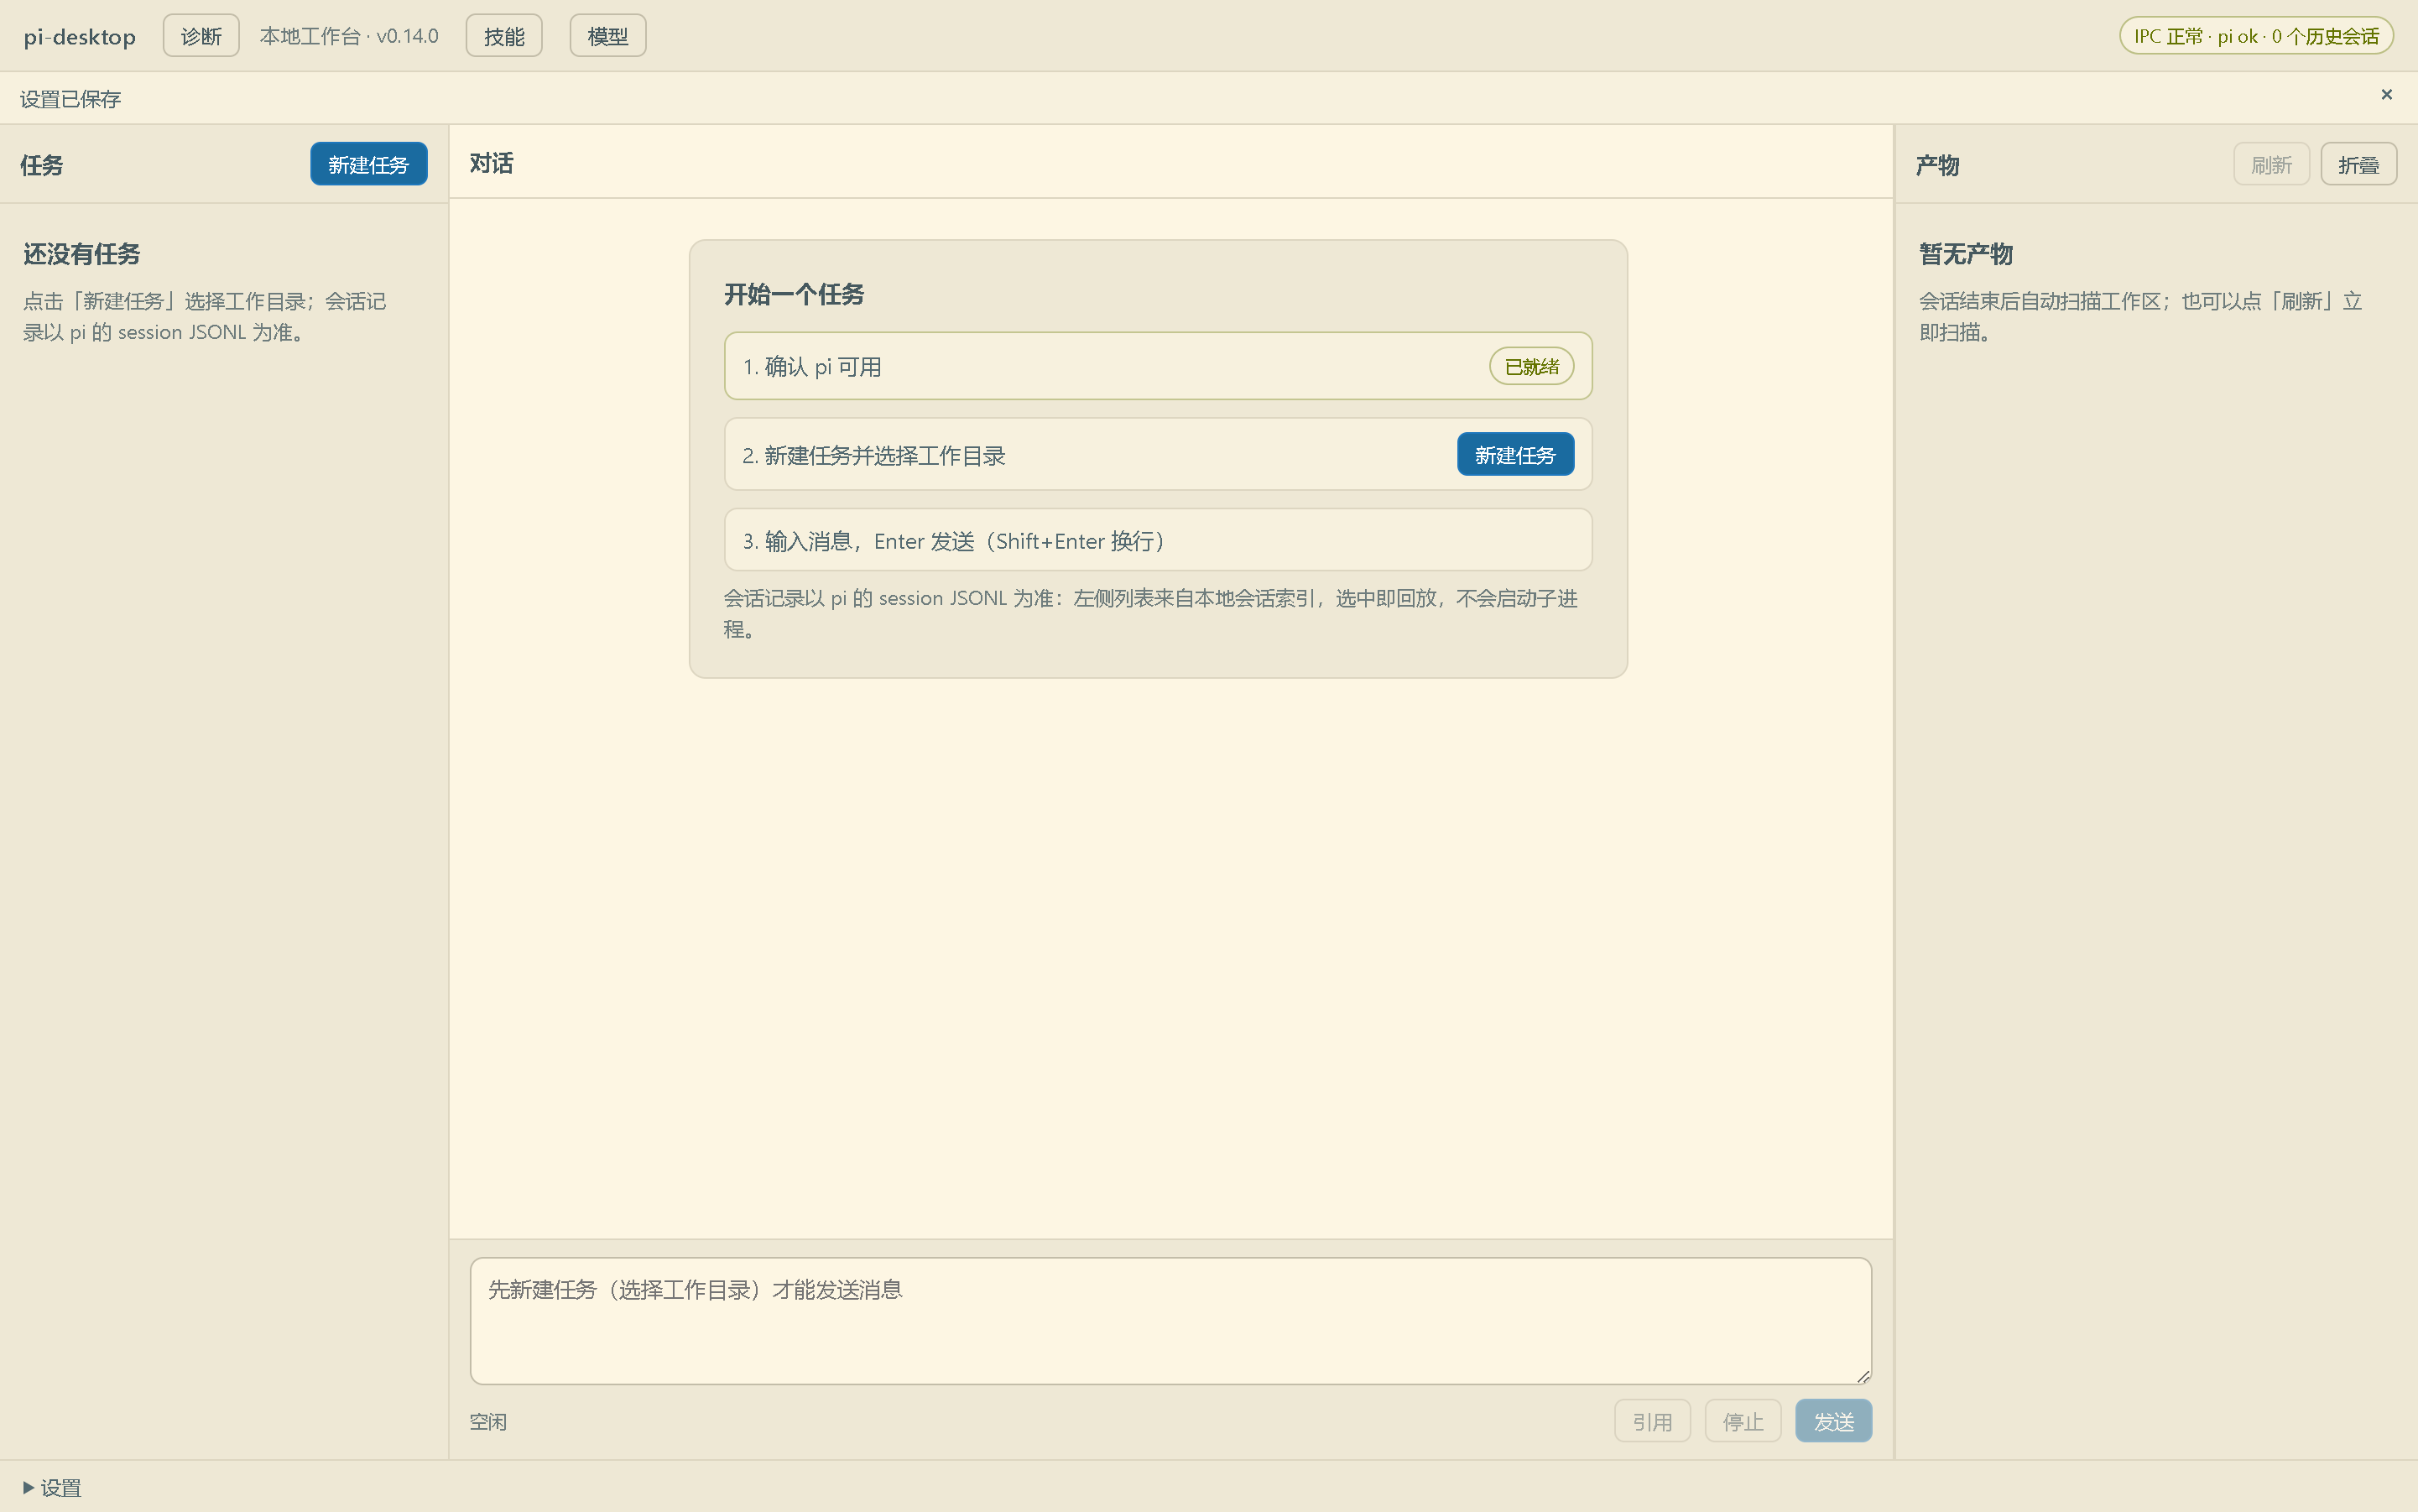 pi-desktop 诊断 本地工作台 · v0.14.0 技能 模型 IPC 正常 · pi ok · 0 个历史会话
设置已保存 ×
任务 新建任务
还没有任务
点击「新建任务」选择工作目录；会话记
录以 pi 的 session JSONL 为准。
对话
开始一个任务
1. 确认 pi 可用 已就绪
2. 新建任务并选择工作目录 新建任务
3. 输入消息，Enter 发送（Shift+Enter 换行）
会话记录以 pi 的 session JSONL 为准：左侧列表来自本地会话索引，选中即回放，不会启动子进
程。
先新建任务（选择工作目录）才能发送消息
空闲 引用 停止 发送
产物 刷新 折叠
暂无产物
会话结束后自动扫描工作区；也可以点「刷新」立
即扫描。
设置